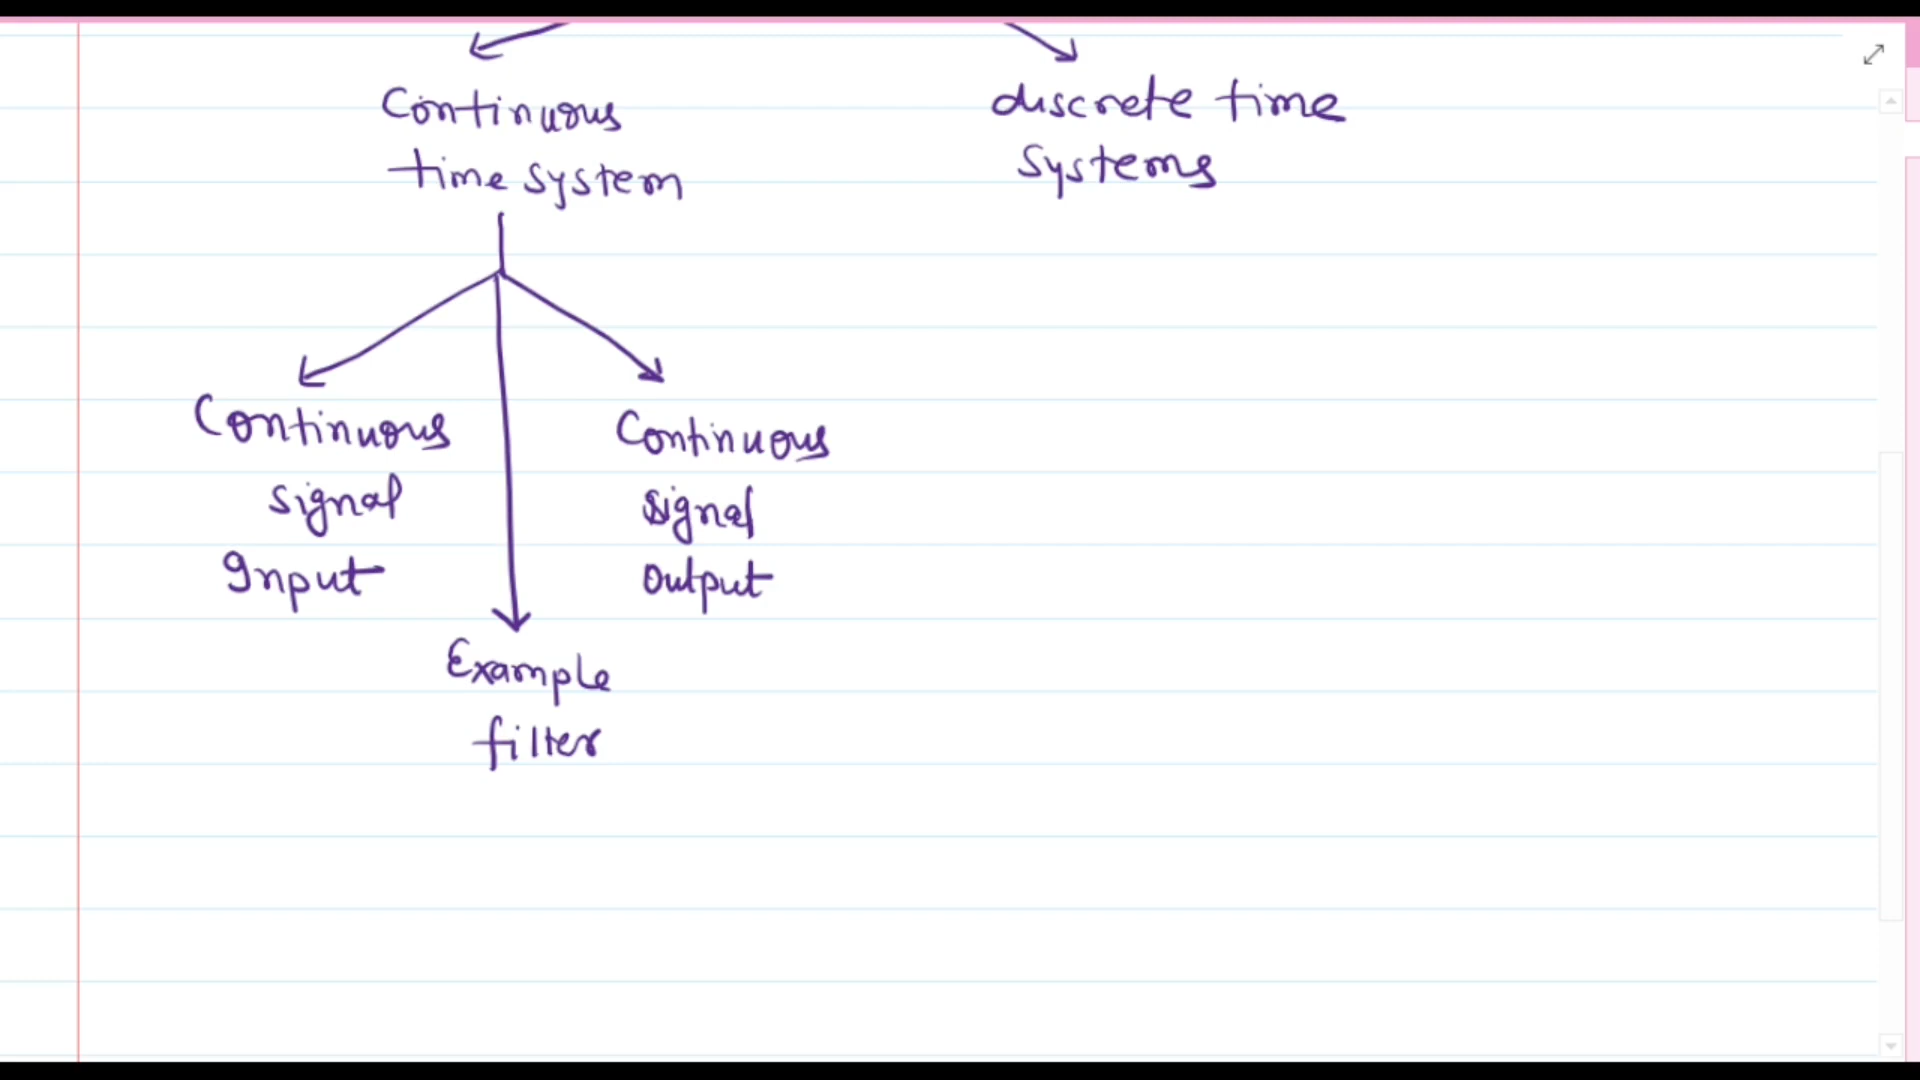 Continuous
time system
discrete time
Systems
Continuous
signal
Input
Continuous
signal
Output
Example
filter